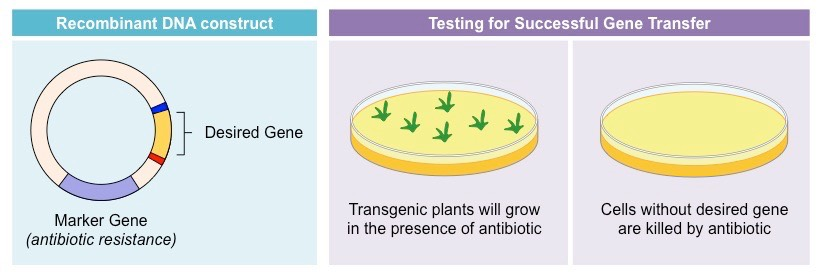 Recombinant DNA construct
Testing for Successful Gene Transfer
Desired Gene
Marker Gene
(antibiotic resistance)
Transgenic plants will grow
in the presence of antibiotic
Cells without desired gene
are killed by antibiotic